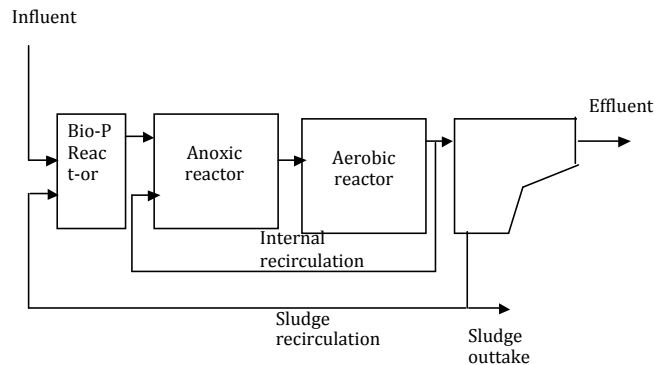 Influent
Effluent
Bio-P
Reac
t-or
Anoxic
reactor
Aerobic
reactor
Internal
recirculation
Sludge
recirculation
Sludge
outtake